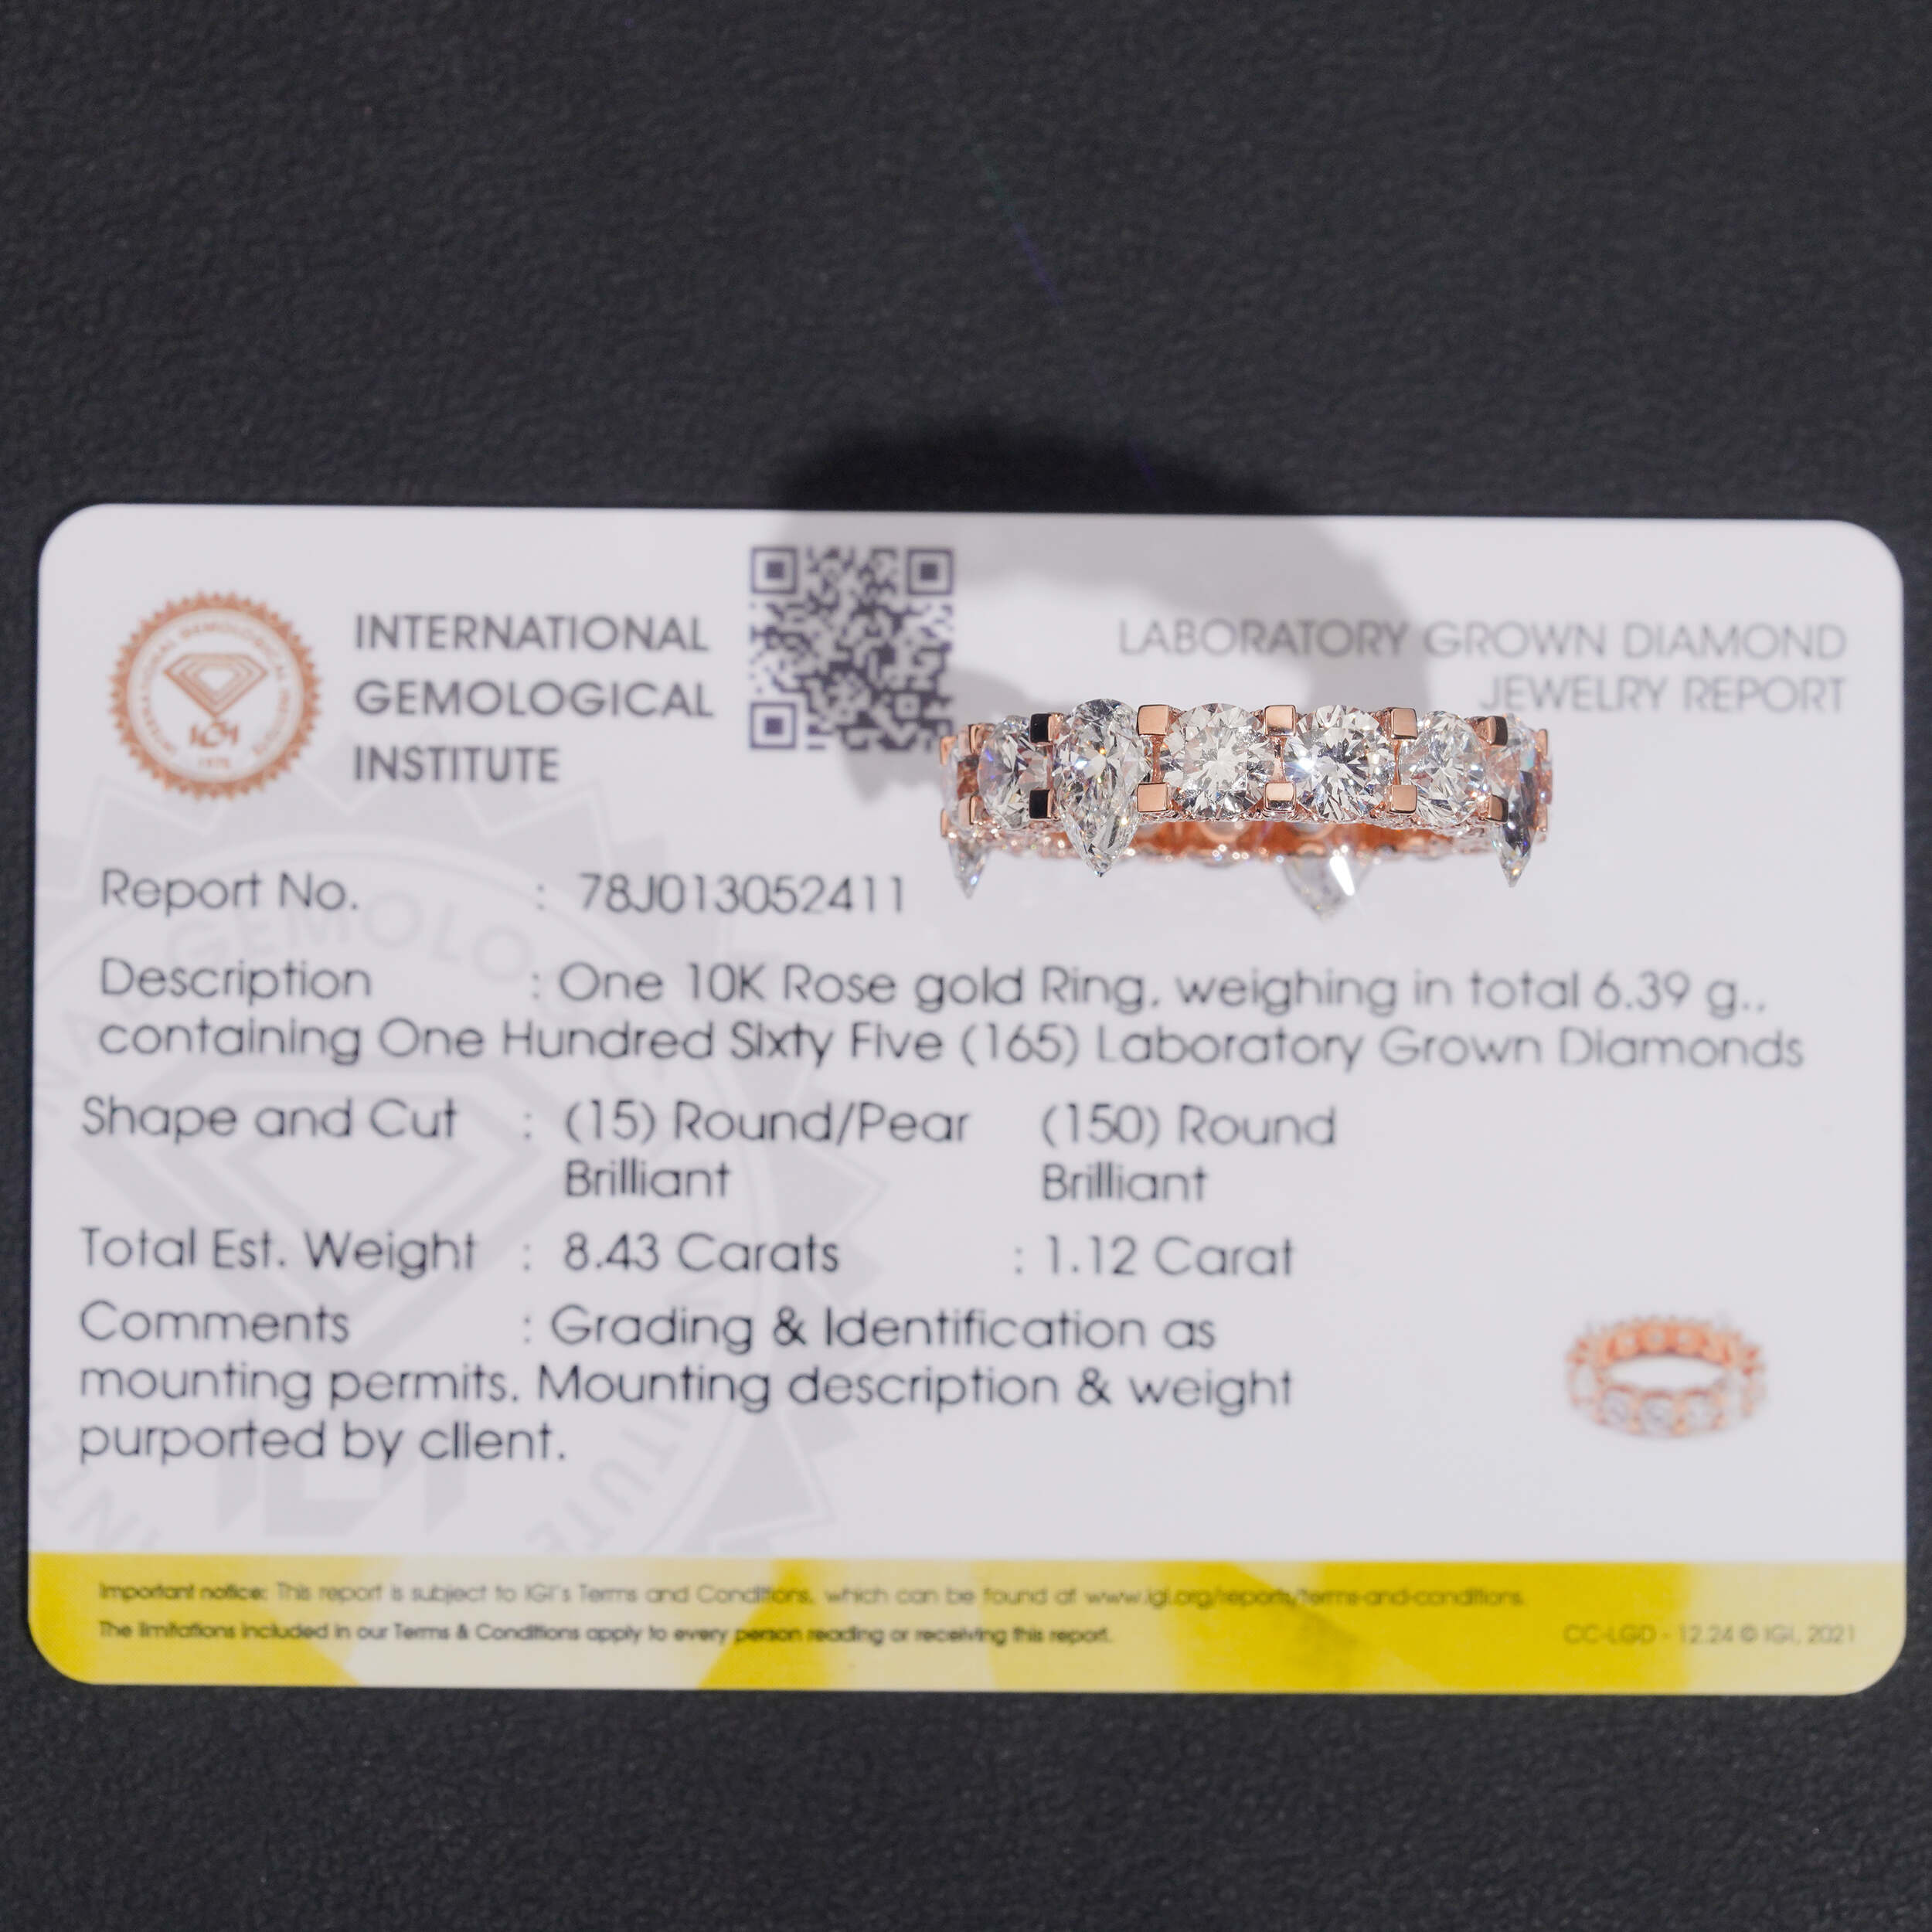 INTERNATIONAL
GEMOLOGICAL
INSTITUTE
LABORATORY GROWN DIAMOND
JEWELRY REPORT
INTERNATIONAL GEMOLOGICAL INSTITUTE
IGI
1975
Report No. : 78J013052411
Description : One 10K Rose gold Ring, weighing in total 6.39 g.,
containing One Hundred Sixty Five (165) Laboratory Grown Diamonds
Shape and Cut : (15) Round/Pear (150) Round
Brilliant Brilliant
Total Est. Weight : 8.43 Carats : 1.12 Carat
Comments : Grading & Identification as
mounting permits. Mounting description & weight
purported by client.
Important notice: This report is subject to IGI's Terms and Conditions, which can be found at www.igi.org/reports/terms-and-conditions.
The limitations included in our Terms & Conditions apply to every person reading or receiving this report.
CC-LGD - 12.24 © IGI, 2021